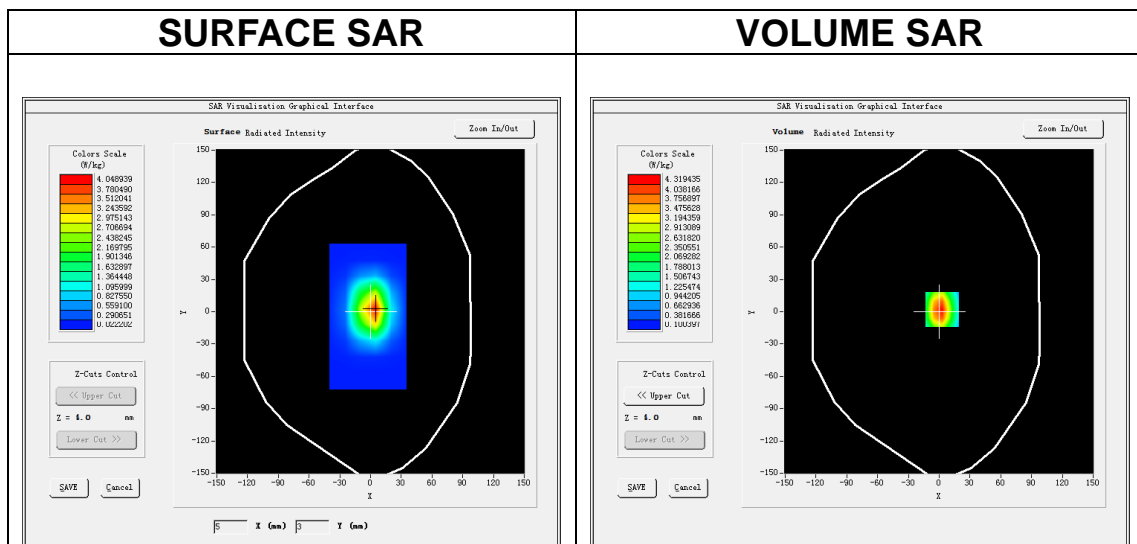 SURFACE SAR
VOLUME SAR
SAR Visualisation Graphical Interface
Surface Radiated Intensity
Zoom In/Out
Colors Scale
(W/kg)
4.048939
3.780490
3.512041
3.243592
2.975143
2.706694
2.438245
2.169795
1.901346
1.632897
1.364448
1.095999
0.827550
0.559100
0.290651
0.022202
Z-Cuts Control
<< Upper Cut
Z = 4.0 mm
Lower Cut >>
SAVE
Cancel
150
120
90
60
30
0
-30
-60
-90
-120
-150
Y
-150 -120 -90 -60 -30 0 30 60 90 120 150
X
5 X (mm) 3 Y (mm)
SAR Visualisation Graphical Interface
Volume Radiated Intensity
Zoom In/Out
Colors Scale
(W/kg)
4.319435
4.038166
3.756897
3.475628
3.194359
2.913089
2.631820
2.350551
2.069282
1.788013
1.506743
1.225474
0.944205
0.662936
0.381666
0.100397
Z-Cuts Control
<< Upper Cut
Z = 4.0 mm
Lower Cut >>
SAVE
Cancel
150
120
90
60
30
0
-30
-60
-90
-120
-150
Y
-150 -120 -90 -60 -30 0 30 60 90 120 150
X